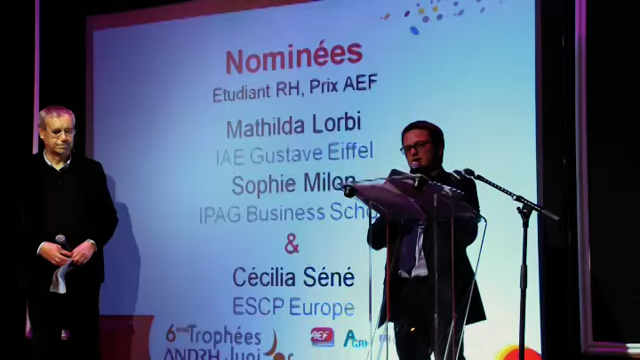 Nominées
Etudiant RH, Prix AEF
Mathilda Lorbi
IAE Gustave Eiffel
Sophie Milon
IPAG Business
&
Cécilia Séné
ESCP Europe
6èmes Trophées
AEF
ANDRH